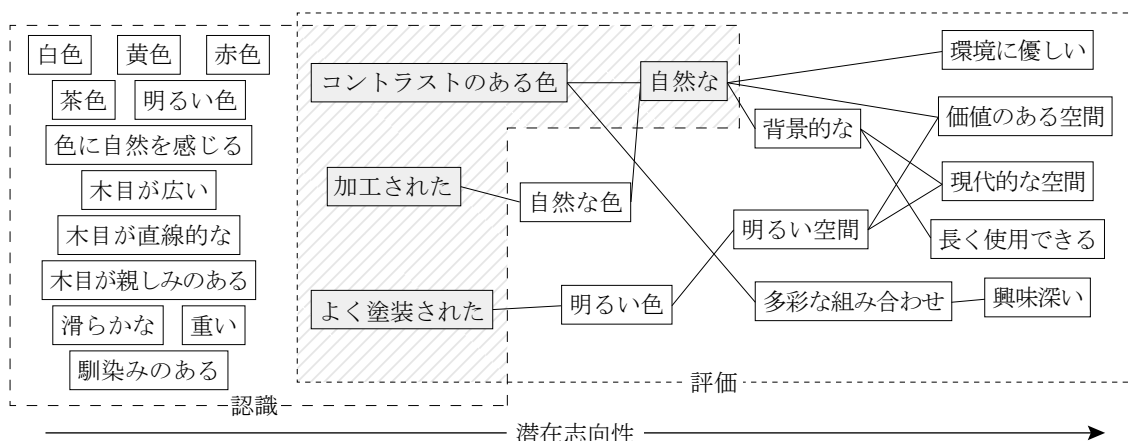 白色
黄色
赤色
茶色
明るい色
色に自然を感じる
木目が広い
木目が直線的な
木目が親しみのある
滑らかな
重い
馴染みのある
認識
コントラストのある色
自然な
加工された
自然な色
よく塗装された
明るい色
背景的な
明るい空間
多彩な組み合わせ
環境に優しい
価値のある空間
現代的な空間
長く使用できる
興味深い
評価
潜在志向性